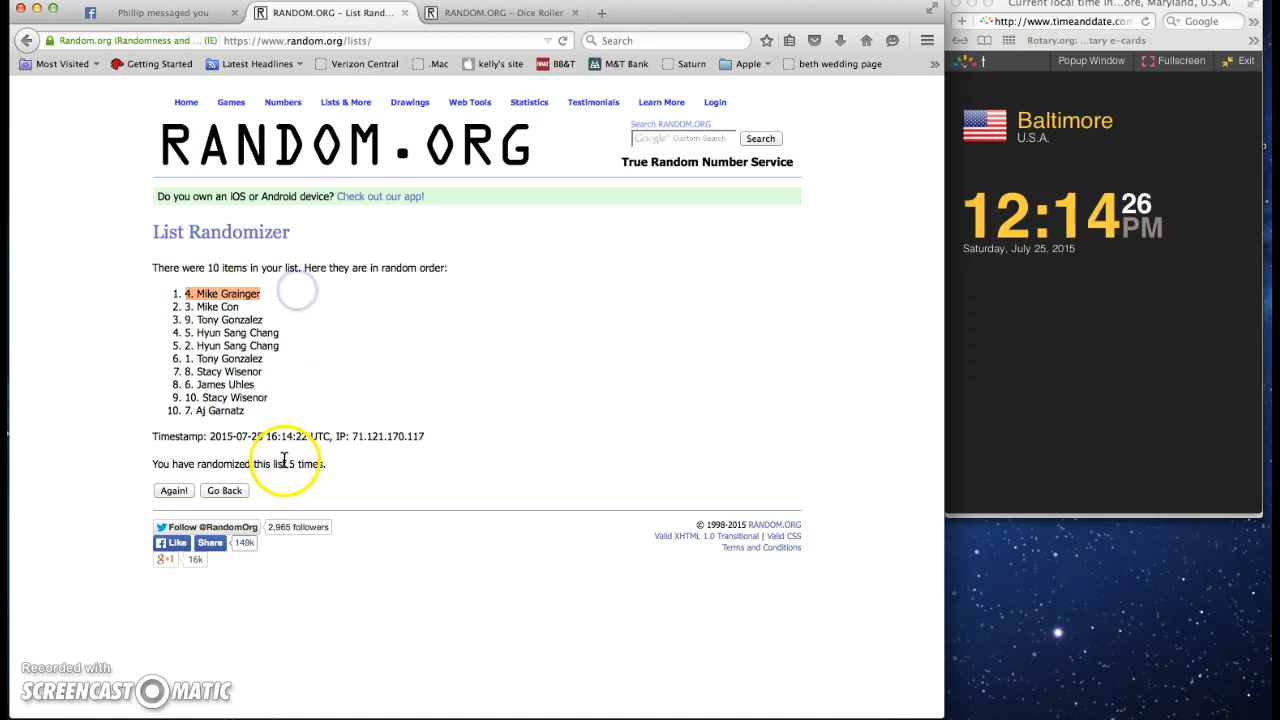 Phillip messaged you
RANDOM.ORG - List Rand...
RANDOM.ORG - Dice Roller
Random.org (Randomness and ... (IE)
https://www.random.org/lists/
Search
Most Visited
Getting Started
Latest Headlines
Verizon Central
.Mac
kelly's site
BB&T
M&T Bank
Saturn
Apple
beth wedding page
Home Games Numbers Lists & More Drawings Web Tools Statistics Testimonials Learn More Login
RANDOM.ORG
Search RANDOM.ORG
Google Custom Search
Search
True Random Number Service
Do you own an iOS or Android device? Check out our app!
List Randomizer
There were 10 items in your list. Here they are in random order:
1. 4. Mike Grainger
2. 3. Mike Con
3. 9. Tony Gonzalez
4. 5. Hyun Sang Chang
5. 2. Hyun Sang Chang
6. 1. Tony Gonzalez
7. 8. Stacy Wisenor
8. 6. James Uhles
9. 10. Stacy Wisenor
10. 7. Aj Garnatz
Timestamp: 2015-07-25 16:14:22 UTC, IP: 71.121.170.117
You have randomized this list 5 times.
Again! Go Back
Follow @RandomOrg 2,965 followers
Like Share 149k
g+1 16k
© 1998-2015 RANDOM.ORG
Valid XHTML 1.0 Transitional | Valid CSS
Terms and Conditions
Recorded with
SCREENCAST-O-MATIC
Current local time in ...ore, Maryland, U.S.A.
http://www.timeanddate.con
Google
Rotary.org: ...tary e-cards
Popup Window
Fullscreen
Exit
Baltimore
U.S.A.
12:14 26 PM
Saturday, July 25, 2015